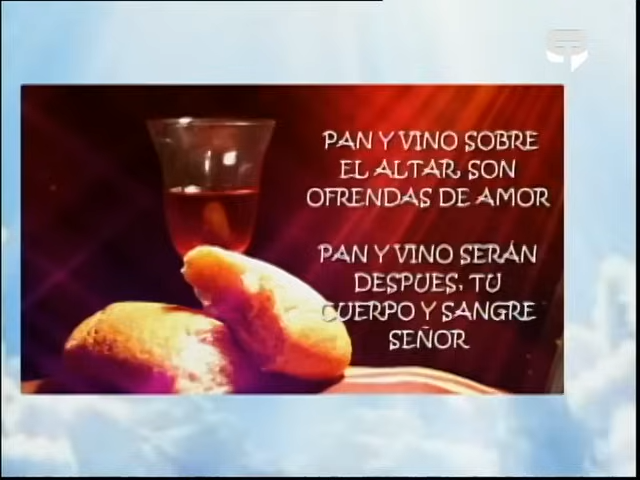 PAN Y VINO SOBRE
EL ALTAR, SON
OFRENDAS DE AMOR
PAN Y VINO SERÁN
DESPUES, TU
CUERPO Y SANGRE
SEÑOR